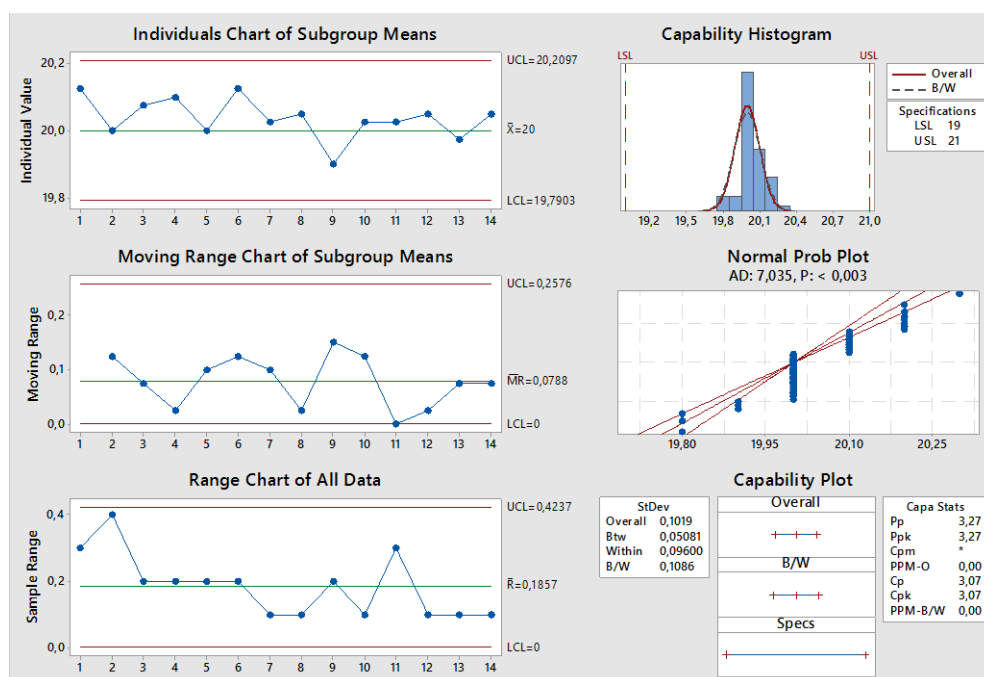 Individuals Chart of Subgroup Means
Individual Value
20,2
20,0
19,8
UCL=20,2097
X̿=20
LCL=19,7903
1 2 3 4 5 6 7 8 9 10 11 12 13 14
Moving Range Chart of Subgroup Means
Moving Range
0,2
0,1
0,0
UCL=0,2576
M̅R̅=0,0788
LCL=0
1 2 3 4 5 6 7 8 9 10 11 12 13 14
Range Chart of All Data
Sample Range
0,4
0,2
0,0
UCL=0,4237
R̅=0,1857
LCL=0
1 2 3 4 5 6 7 8 9 10 11 12 13 14
Capability Histogram
LSL USL
19,2 19,5 19,8 20,1 20,4 20,7 21,0
Overall
B/W
Specifications
LSL 19
USL 21
Normal Prob Plot
AD: 7,035, P: < 0,003
19,80 19,95 20,10 20,25
Capability Plot
StDev
Overall 0,1019
Btw 0,05081
Within 0,09600
B/W 0,1086
Overall
B/W
Specs
Capa Stats
Pp 3,27
Ppk 3,27
Cpm *
PPM-O 0,00
Cp 3,07
Cpk 3,07
PPM-B/W 0,00